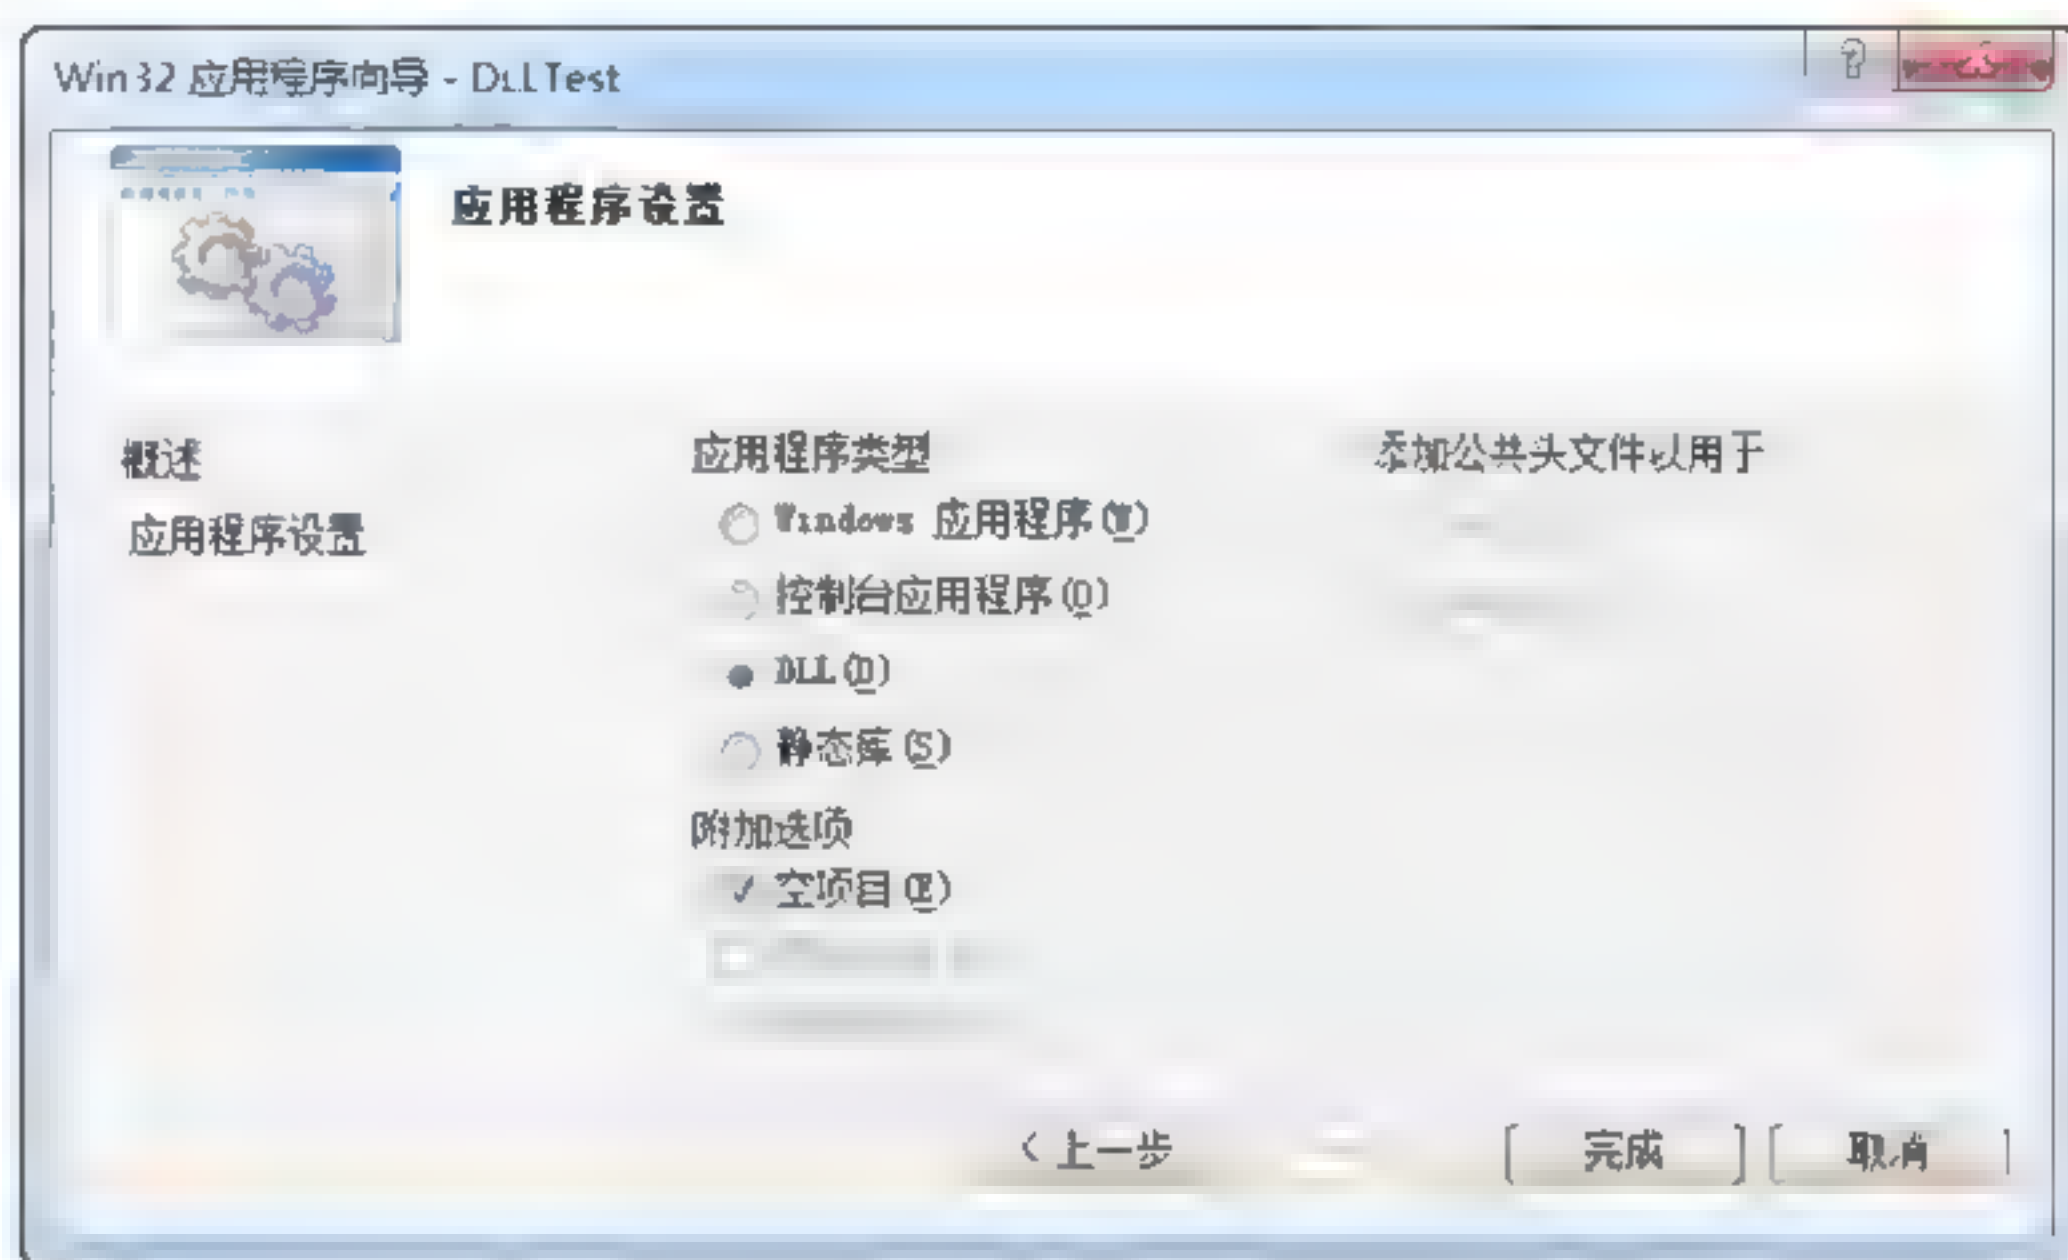 Win32 应用程序向导 - DLLTest
应用程序设置
概述
应用程序设置
应用程序类型
Windows 应用程序(W)
控制台应用程序(O)
DLL(D)
静态库(S)
附加选项
空项目(E)
添加公共头文件以用于
< 上一步
完成
取消